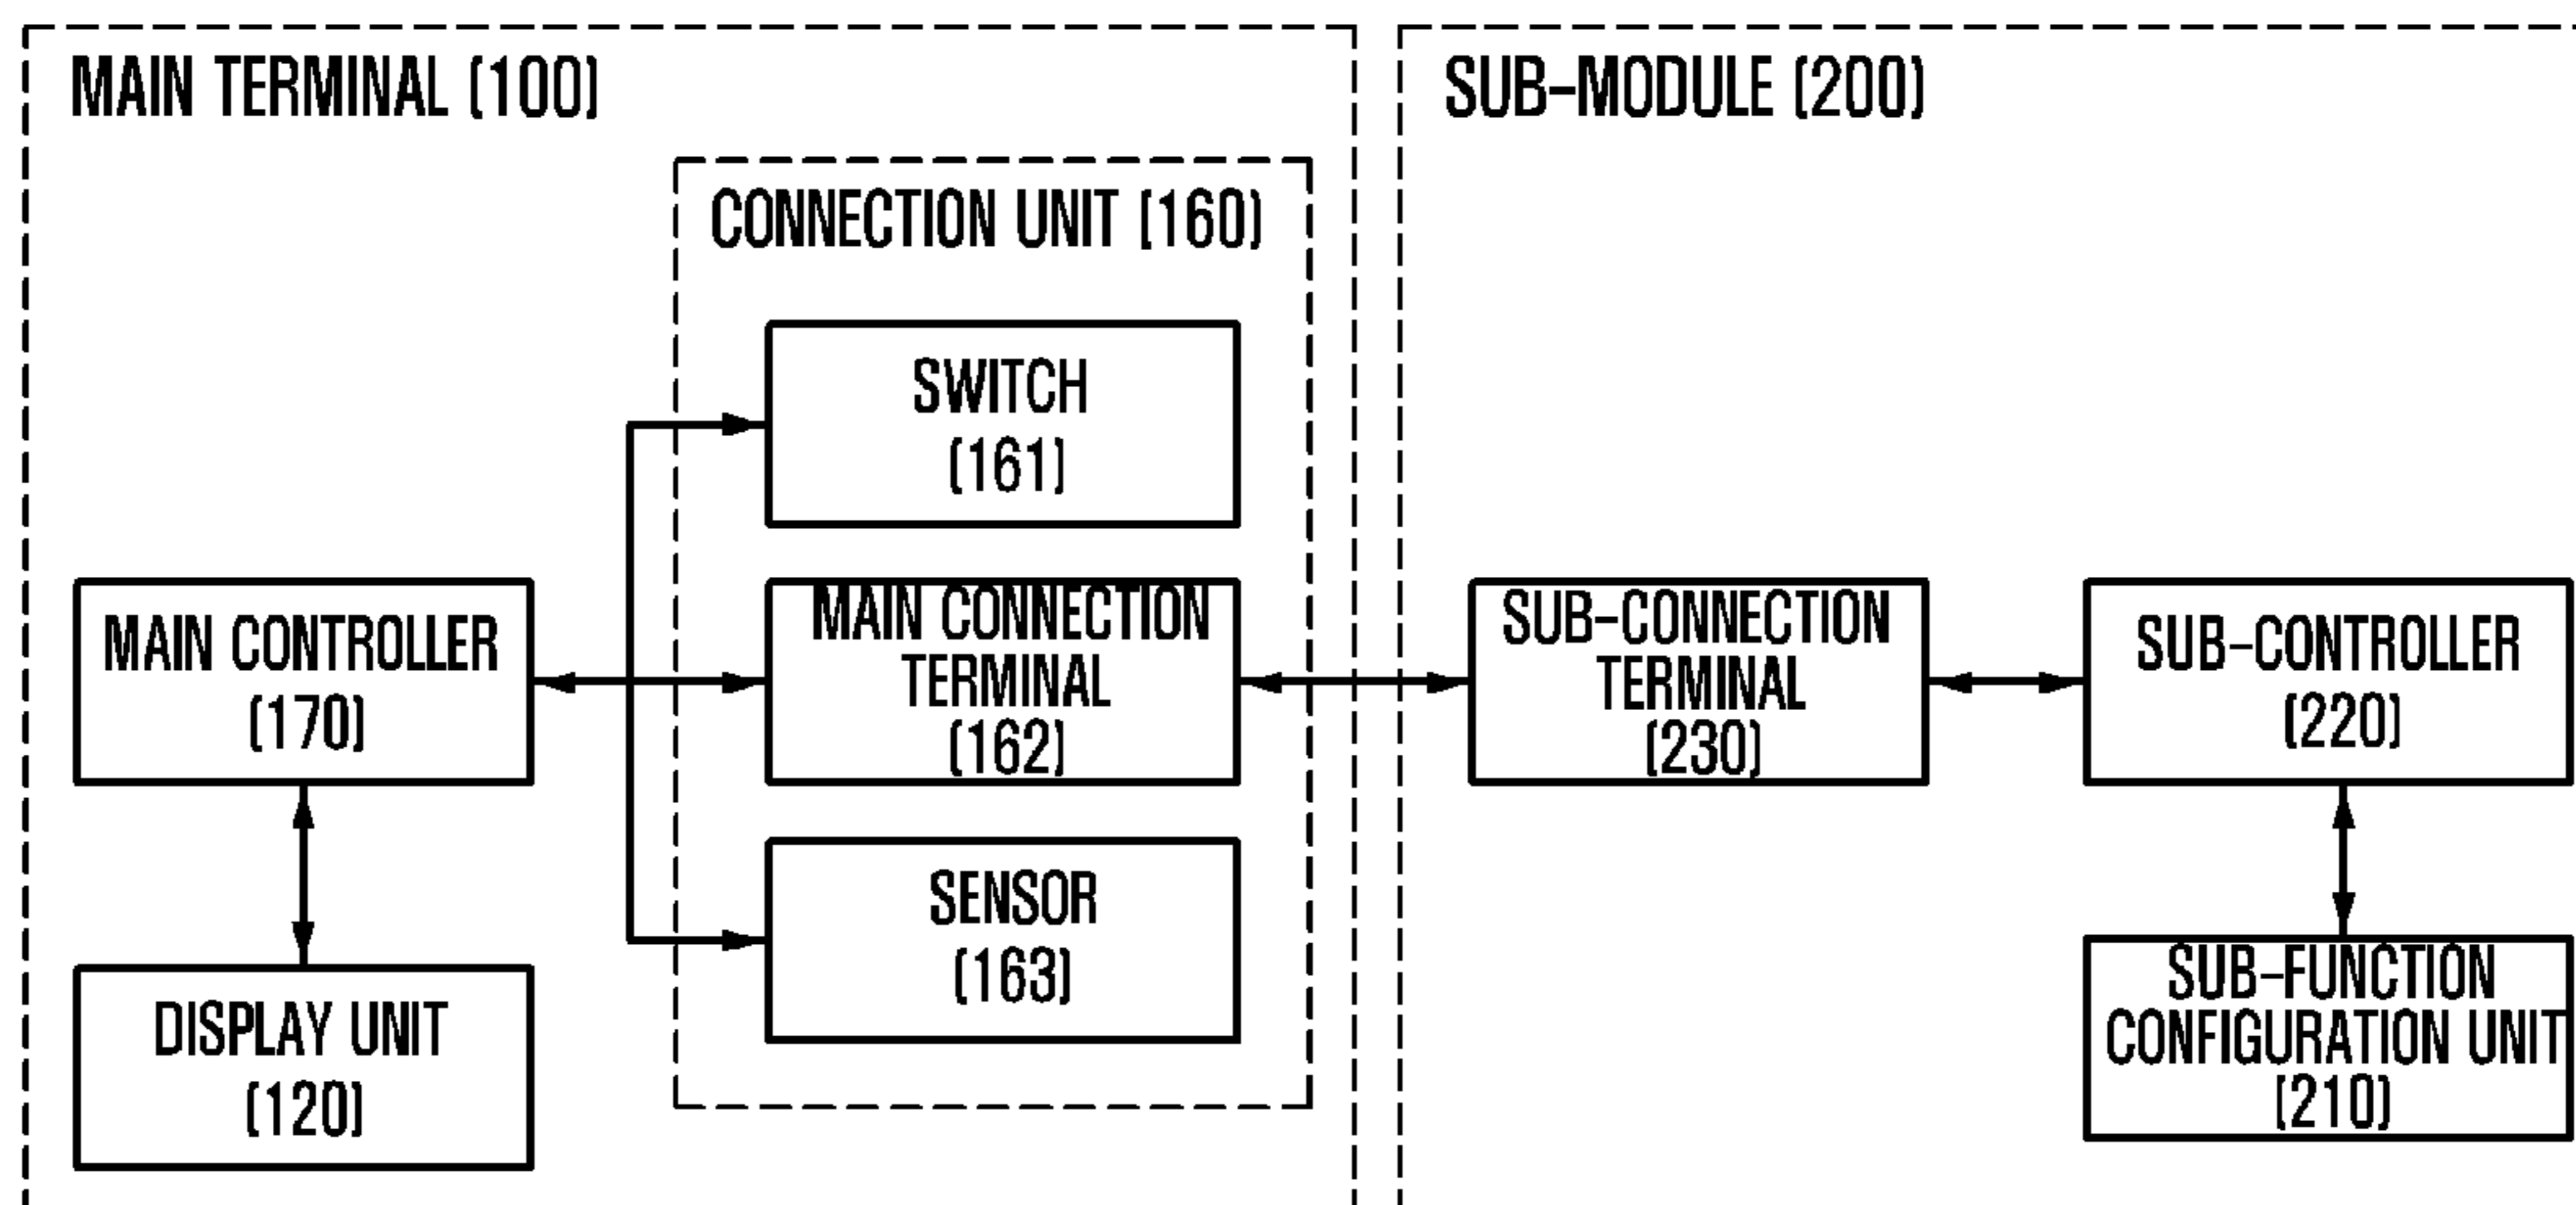 MAIN TERMINAL (100)
CONNECTION UNIT (160)
SWITCH
(161)
MAIN CONTROLLER
(170)
MAIN CONNECTION
TERMINAL
(162)
SENSOR
(163)
DISPLAY UNIT
(120)
SUB-MODULE (200)
SUB-CONNECTION
TERMINAL
(230)
SUB-CONTROLLER
(220)
SUB-FUNCTION
CONFIGURATION UNIT
(210)